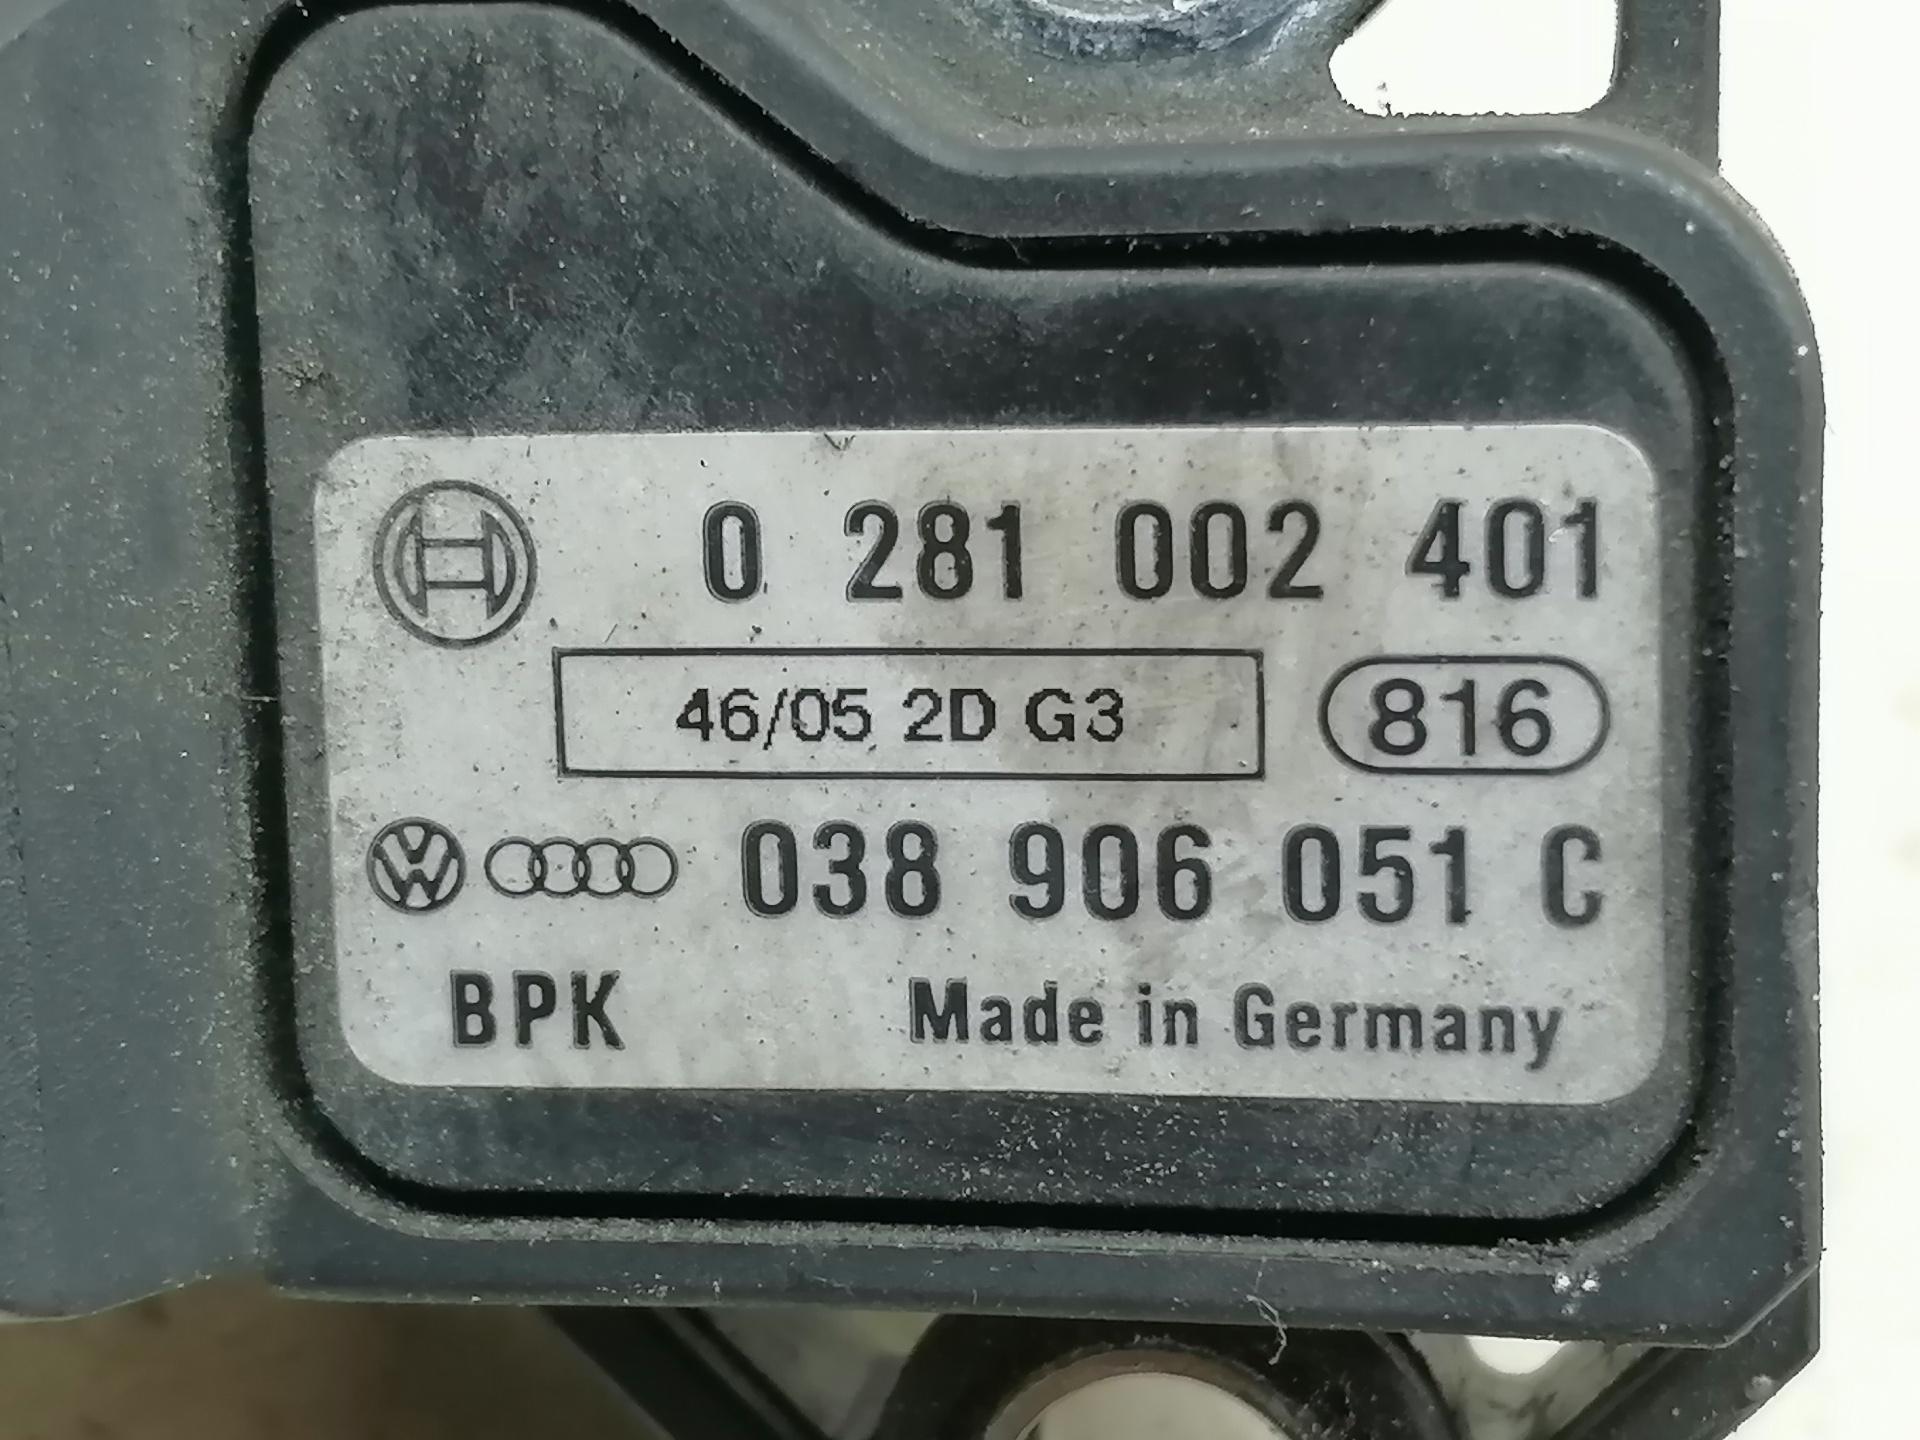 0 281 002 401
46/05 2D G3 816
038 906 051 C
BPK Made in Germany